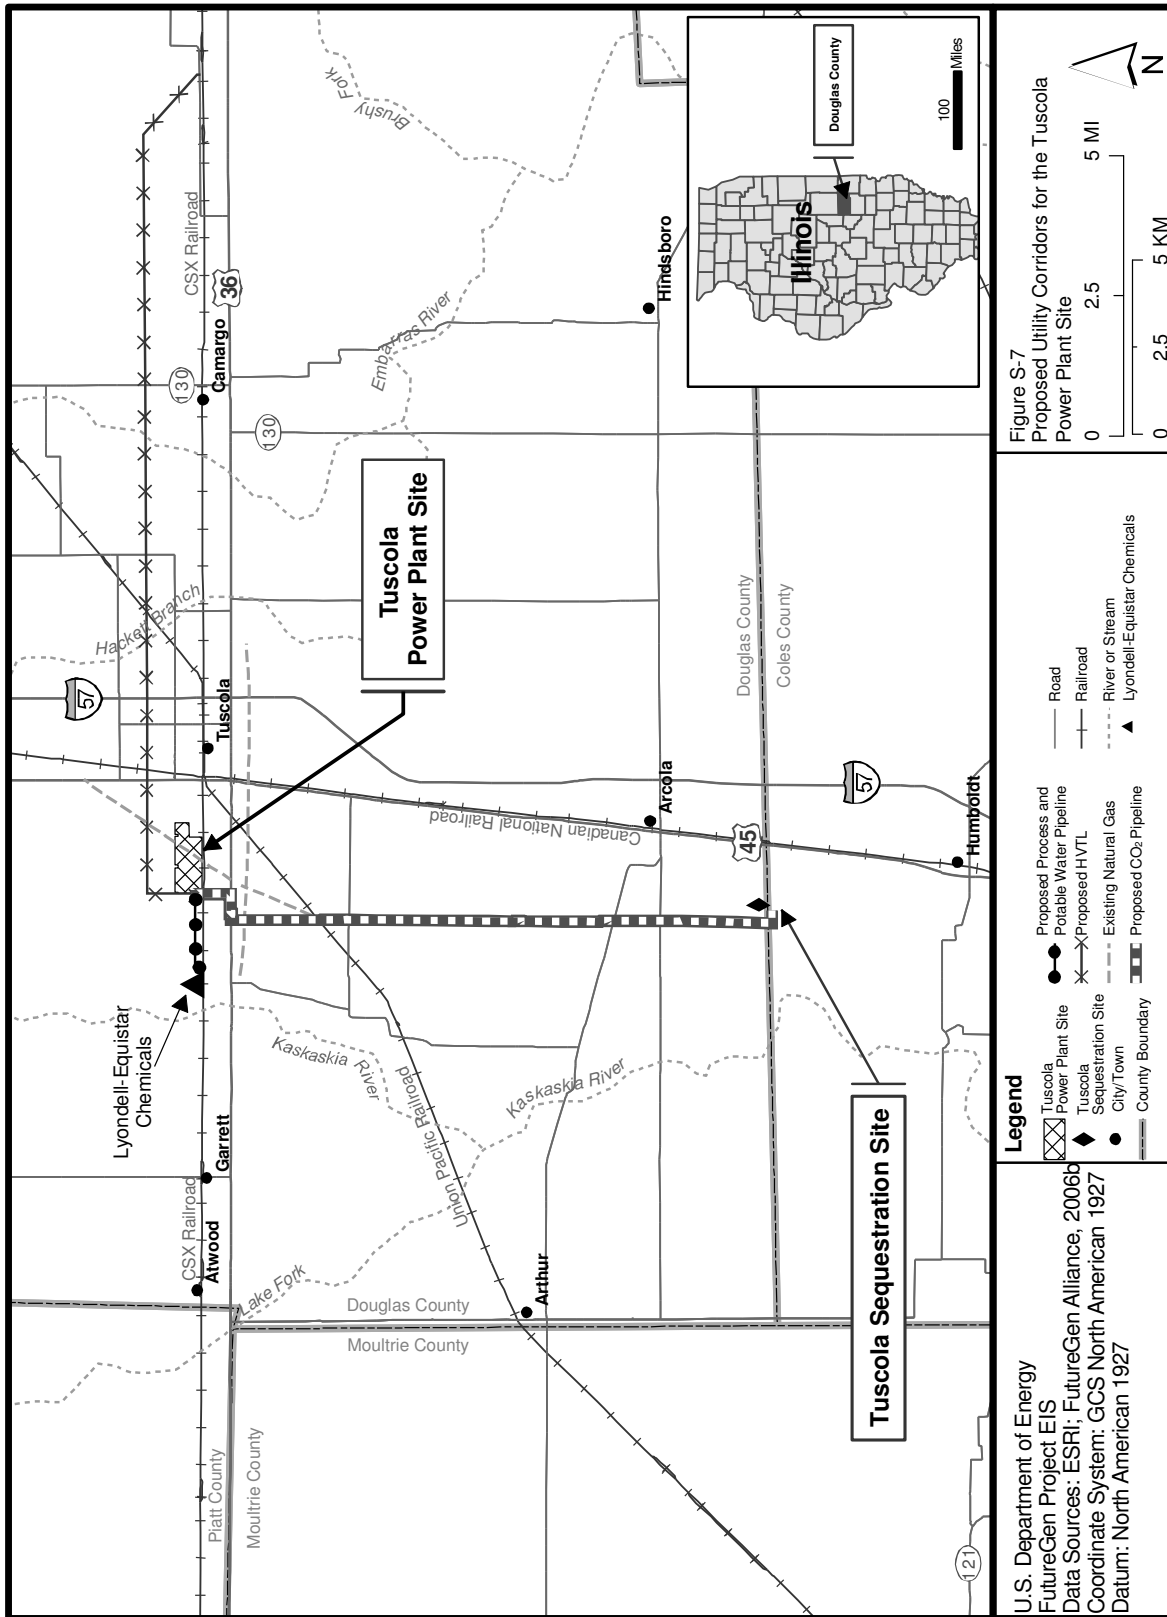 Piatt County
Moultrie County
CSX Railroad
Atwood
Garrett
Lyondell-Equistar
Chemicals
Lake Fork
Kaskaskia
River
Kaskaskia River
Union Pacific Railroad
Douglas County
Moultrie County
Arthur
Tuscola Sequestration Site
121
57
Hackett Branch
Tuscola
Tuscola
Power Plant Site
Canadian National Railroad
Arcola
45
57
Humboldt
Douglas County
Coles County
130
Camargo
130
CSX Railroad
36
Embarras River
Brushy
Fork
Hindsboro
Illinois
Douglas County
100
Miles
U.S. Department of Energy
FutureGen Project EIS
Data Sources: ESRI; FutureGen Alliance, 2006b
Coordinate System: GCS North American 1927
Datum: North American 1927
Legend
Tuscola
Power Plant Site
Tuscola
Sequestration Site
City/Town
County Boundary
Proposed Process and
Potable Water Pipeline
Proposed HVTL
Existing Natural Gas
Proposed CO2 Pipeline
Road
Railroad
River or Stream
Lyondell-Equistar Chemicals
Figure S-7
Proposed Utility Corridors for the Tuscola
Power Plant Site
0 2.5 5 MI
0 2.5 5 KM
N